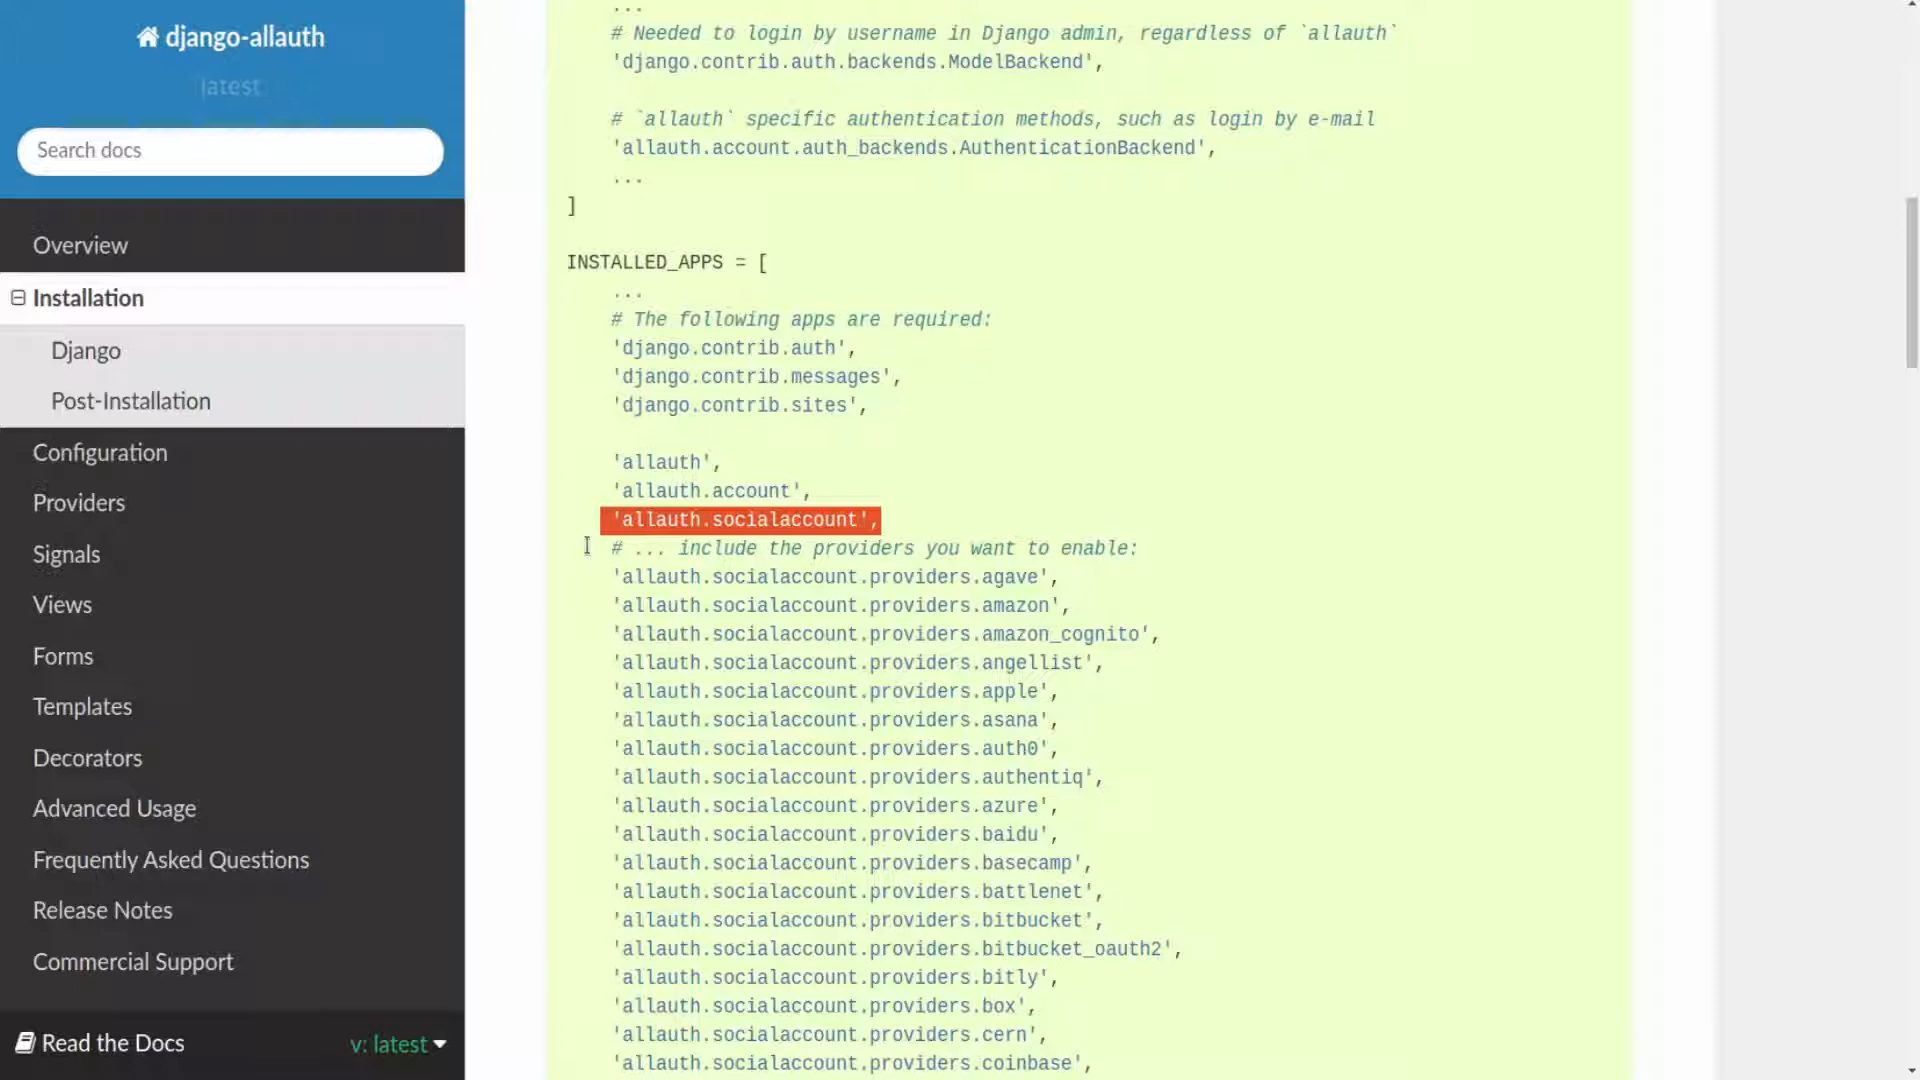 django-allauth
latest
Search docs
Overview
Installation
Django
Post-Installation
Configuration
Providers
Signals
Views
Forms
Templates
Decorators
Advanced Usage
Frequently Asked Questions
Release Notes
Commercial Support
Read the Docs
v: latest
...
# Needed to login by username in Django admin, regardless of `allauth`
'django.contrib.auth.backends.ModelBackend',
# `allauth` specific authentication methods, such as login by e-mail
'allauth.account.auth_backends.AuthenticationBackend',
...
]
INSTALLED_APPS = [
...
# The following apps are required:
'django.contrib.auth',
'django.contrib.messages',
'django.contrib.sites',
'allauth',
'allauth.account',
'allauth.socialaccount',
# ... include the providers you want to enable:
'allauth.socialaccount.providers.agave',
'allauth.socialaccount.providers.amazon',
'allauth.socialaccount.providers.amazon_cognito',
'allauth.socialaccount.providers.angellist',
'allauth.socialaccount.providers.apple',
'allauth.socialaccount.providers.asana',
'allauth.socialaccount.providers.auth0',
'allauth.socialaccount.providers.authentiq',
'allauth.socialaccount.providers.azure',
'allauth.socialaccount.providers.baidu',
'allauth.socialaccount.providers.basecamp',
'allauth.socialaccount.providers.battlenet',
'allauth.socialaccount.providers.bitbucket',
'allauth.socialaccount.providers.bitbucket_oauth2',
'allauth.socialaccount.providers.bitly',
'allauth.socialaccount.providers.box',
'allauth.socialaccount.providers.cern',
'allauth.socialaccount.providers.coinbase',